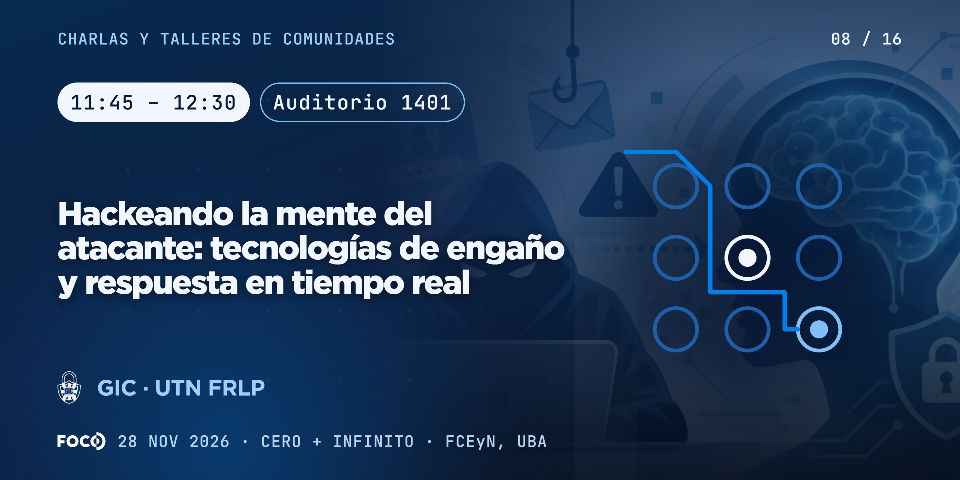 CHARLAS Y TALLERES DE COMUNIDADES
08 / 16
11:45 – 12:30
Auditorio 1401
Hackeando la mente del
atacante: tecnologías de engaño
y respuesta en tiempo real
GIC · UTN FRLP
FOCO 28 NOV 2026 · CERO + INFINITO · FCEyN, UBA